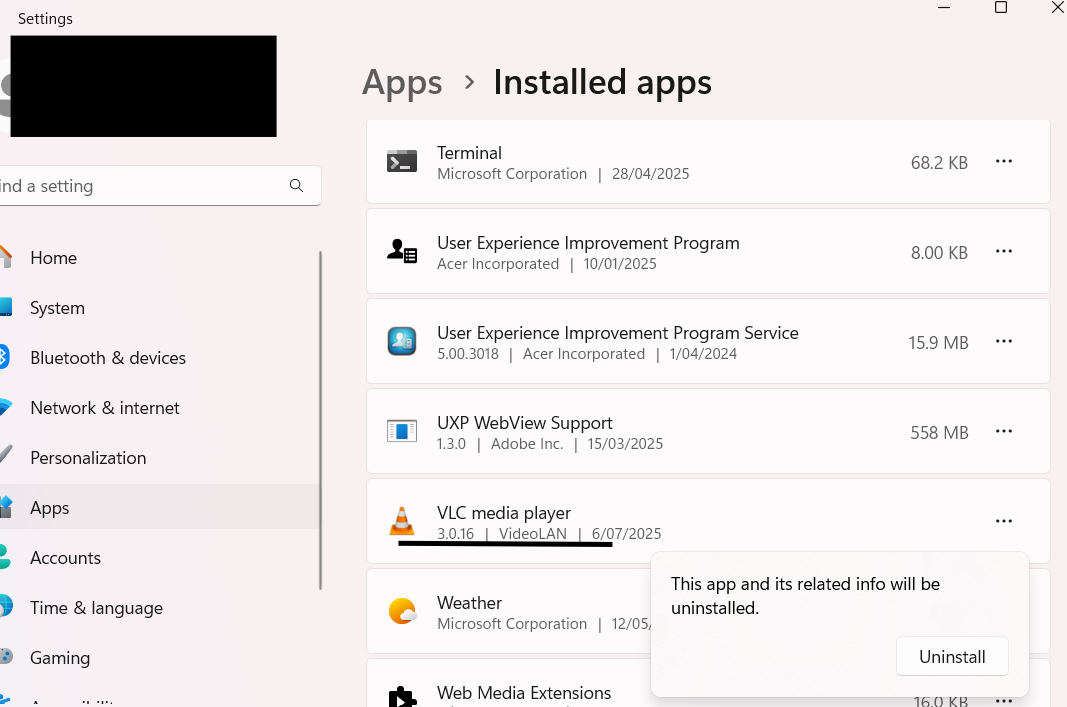 Settings
Apps > Installed apps
ind a setting
Home
System
Bluetooth & devices
Network & internet
Personalization
Apps
Accounts
Time & language
Gaming
Terminal
Microsoft Corporation | 28/04/2025
68.2 KB
User Experience Improvement Program
Acer Incorporated | 10/01/2025
8.00 KB
User Experience Improvement Program Service
5.00.3018 | Acer Incorporated | 1/04/2024
15.9 MB
UXP WebView Support
1.3.0 | Adobe Inc. | 15/03/2025
558 MB
VLC media player
3.0.16 | VideoLAN | 6/07/2025
This app and its related info will be
uninstalled.
Uninstall
Weather
Microsoft Corporation | 12/05/
Web Media Extensions
16.0 KB